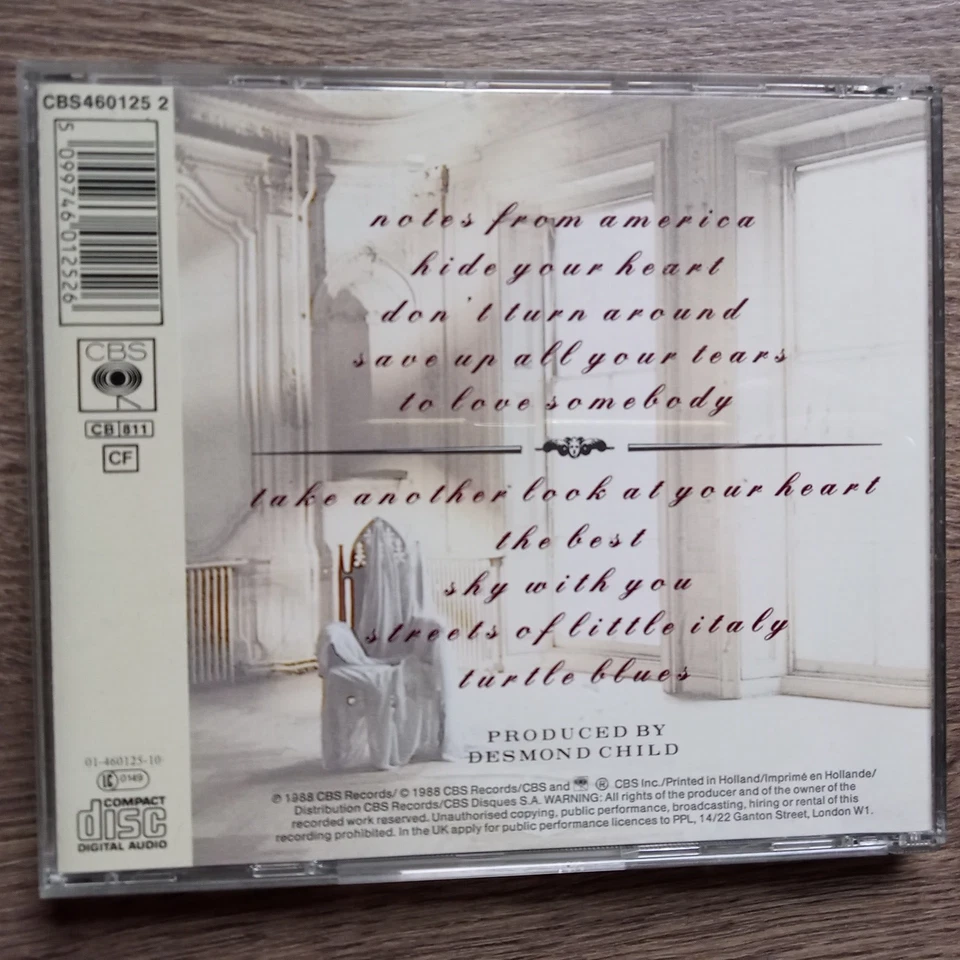 CBS460125 2
5 099746 012526
CBS
CB 811
CF
01-460125-10
LC 0149
COMPACT
disc
DIGITAL AUDIO
notes from america
hide your heart
don't turn around
save up all your tears
to love somebody
take another look at your heart
the best
shy with you
streets of little italy
turtle blues
PRODUCED BY
DESMOND CHILD
℗ 1988 CBS Records/ © 1988 CBS Records/CBS and ® CBS Inc./Printed in Holland/Imprimé en Hollande/
Distribution CBS Records/CBS Disques S.A. WARNING: All rights of the producer and of the owner of the
recorded work reserved. Unauthorised copying, public performance, broadcasting, hiring or rental of this
recording prohibited. In the UK apply for public performance licences to PPL, 14/22 Ganton Street, London W1.